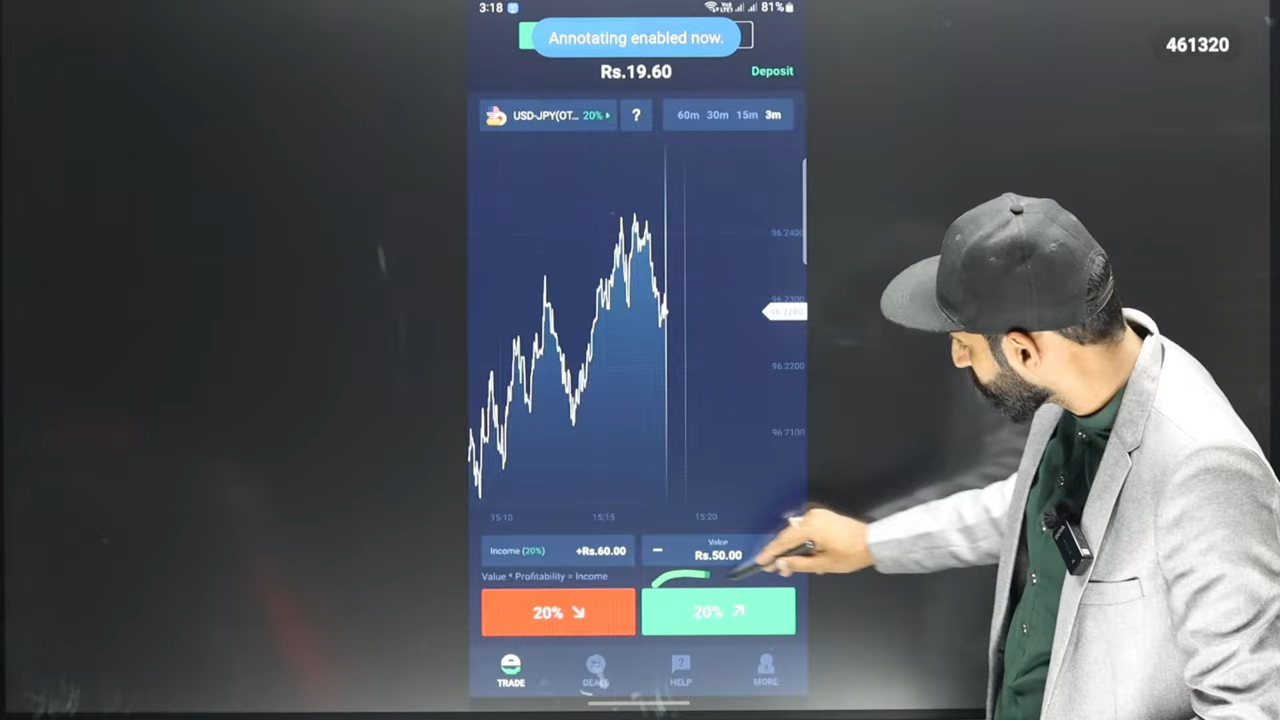 3:18 81%
Annotating enabled now.
461320
Rs.19.60 Deposit
USD-JPY(OT... 20% ? 60m 30m 15m 3m
96.2400
96.2300
96.2200
96.2100
15:10 15:15 15:20
Income (20%) +Rs.60.00 − Value Rs.50.00
Value * Profitability = Income
20% 20%
TRADE DEALS HELP MORE